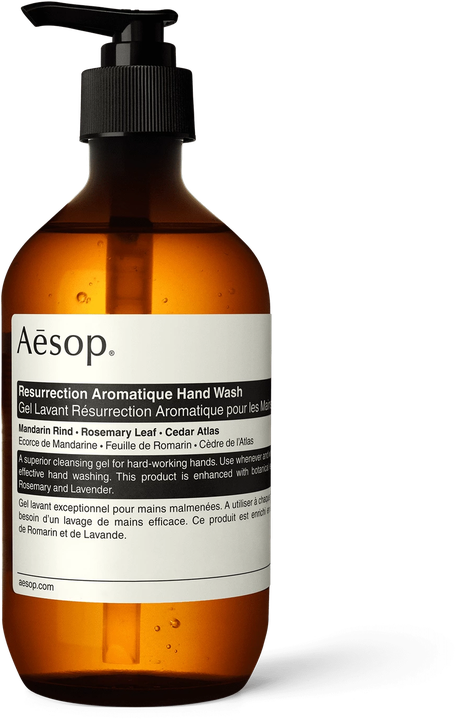 Aēsop®
Resurrection Aromatique Hand Wash
Gel Lavant Résurrection Aromatique pour les
Mandarin Rind • Rosemary Leaf • Cedar Atlas
Ecorce de Mandarine • Feuille de Romarin • Cèdre de l'Atlas
A superior cleansing gel for hard-working hands. Use whenever
effective hand washing. This product is enhanced with
Rosemary and Lavender.
Gel lavant exceptionnel pour mains malmenées. A utiliser à
besoin d'un lavage de mains efficace. Ce produit est
de Romarin et de Lavande.
aesop.com